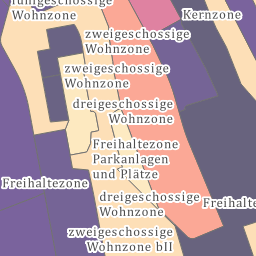 fünfgeschossige
Wohnzone
Kernzone
zweigeschossige
Wohnzone
zweigeschossige
Wohnzone
dreigeschossige
Wohnzone
Freihaltezone
Parkanlagen
und Plätze
Freihaltezone
dreigeschossige
Wohnzone
Freihalte
zweigeschossige
Wohnzone bII